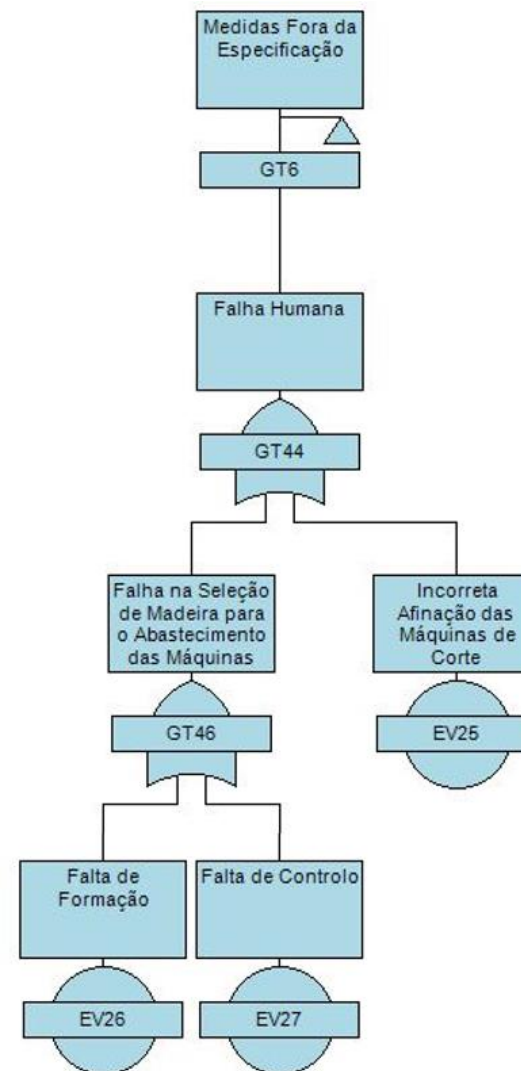 Medidas Fora da
Especificação
GT6
Falha Humana
GT44
Falha na Seleção
de Madeira para
o Abastecimento
das Máquinas
Incorreta
Afinação das
Máquinas de
Corte
GT46
EV25
Falta de
Formação
Falta de Controlo
EV26
EV27